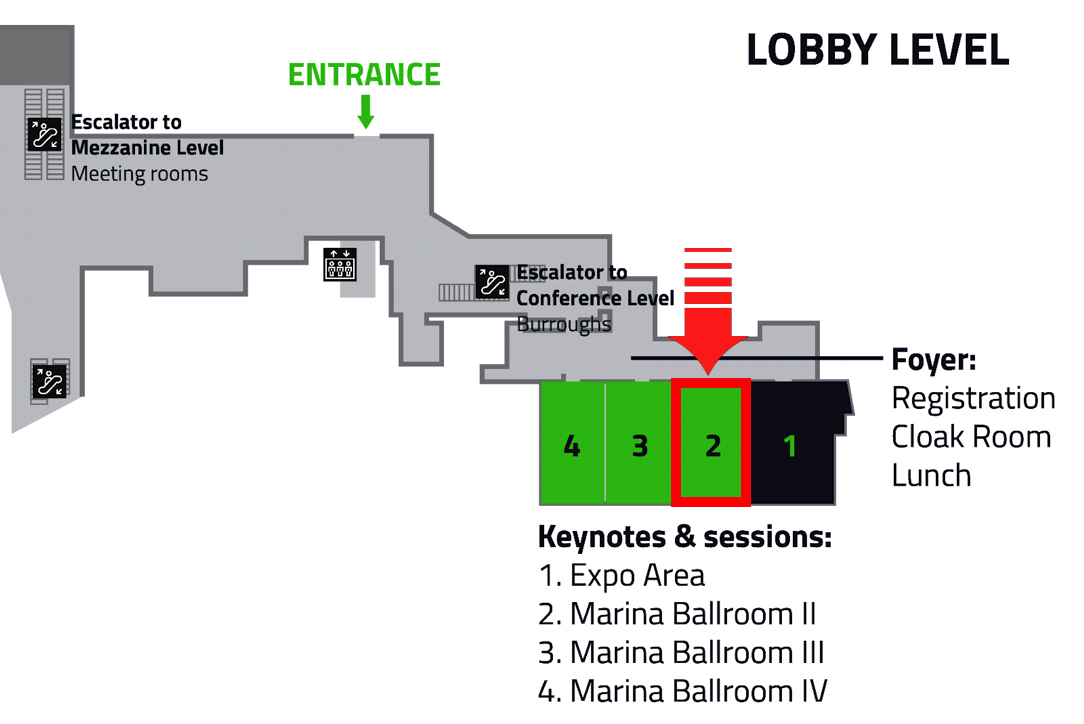 LOBBY LEVEL
ENTRANCE
Escalator to
Mezzanine Level
Meeting rooms
Escalator to
Conference Level
Burroughs
Foyer:
Registration
Cloak Room
Lunch
4 3 2 1
Keynotes & sessions:
1. Expo Area
2. Marina Ballroom II
3. Marina Ballroom III
4. Marina Ballroom IV